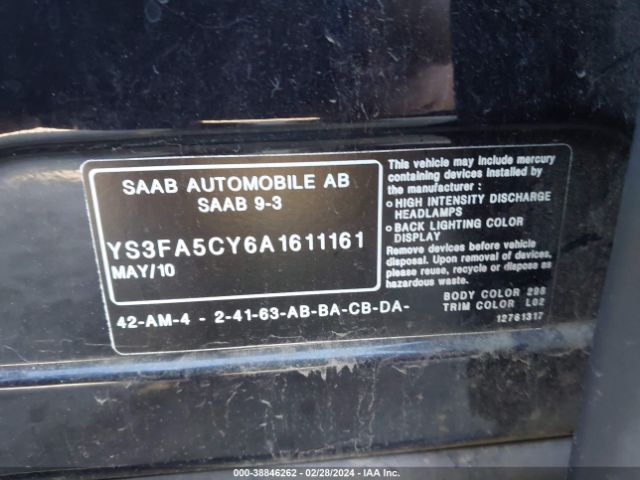 SAAB AUTOMOBILE AB
SAAB 9-3
YS3FA5CY6A1611161
MAY/10
42-AM-4 - 2-41-63-AB-BA-CB-DA-
This vehicle may include mercury
containing devices installed by
the manufacturer :
o HIGH INTENSITY DISCHARGE
HEADLAMPS
o BACK LIGHTING COLOR
DISPLAY
Remove devices before vehicle
disposal. Upon removal of devices,
please reuse, recycle or dispose as
hazardous waste.
BODY COLOR 298
TRIM COLOR L02
12761317
000-38846262 - 02/28/2024 - IAA Inc.